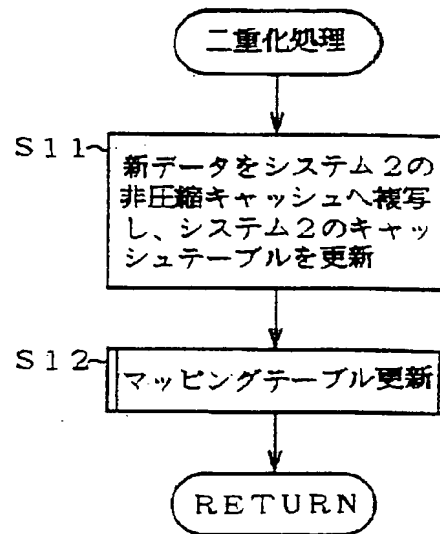 二重化処理
S11
新データをシステム2の
非圧縮キャッシュへ複写
し、システム2のキャッ
シュテーブルを更新
S12
マッピングテーブル更新
RETURN